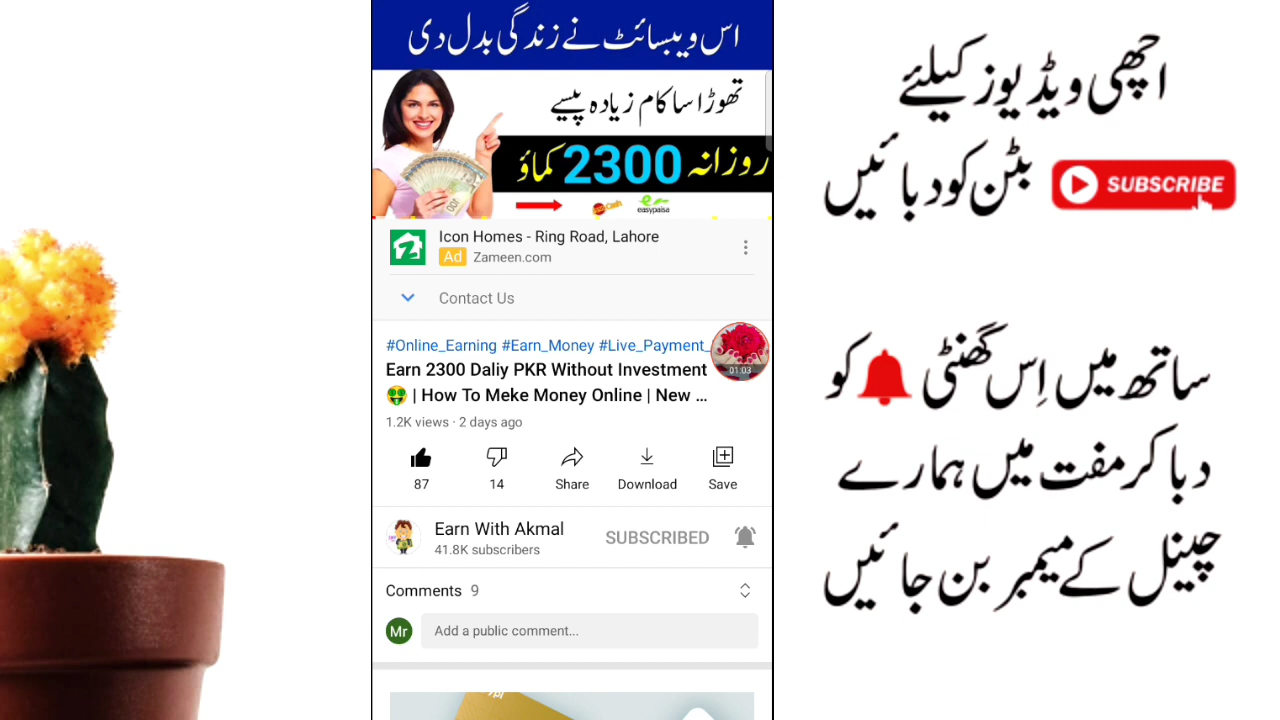 اس ویبسائٹ نے زندگی بدل دی
تھوڑا سا کام زیادہ پیسے
روزانہ 2300 کماؤ
easypaisa
Icon Homes - Ring Road, Lahore
Ad Zameen.com
Contact Us
#Online_Earning #Earn_Money #Live_Payment_
01:03
Earn 2300 Daliy PKR Without Investment
🤑 | How To Meke Money Online | New ...
1.2K views · 2 days ago
87 14 Share Download Save
Earn With Akmal SUBSCRIBED
41.8K subscribers
Comments 9
Mr Add a public comment...
اچھی ویڈیوز کیلئے
SUBSCRIBE بٹن کو دبائیں
ساتھ میں اِس گھنٹی کو
دبا کر مفت میں ہمارے
چینل کے میمبر بن جائیں